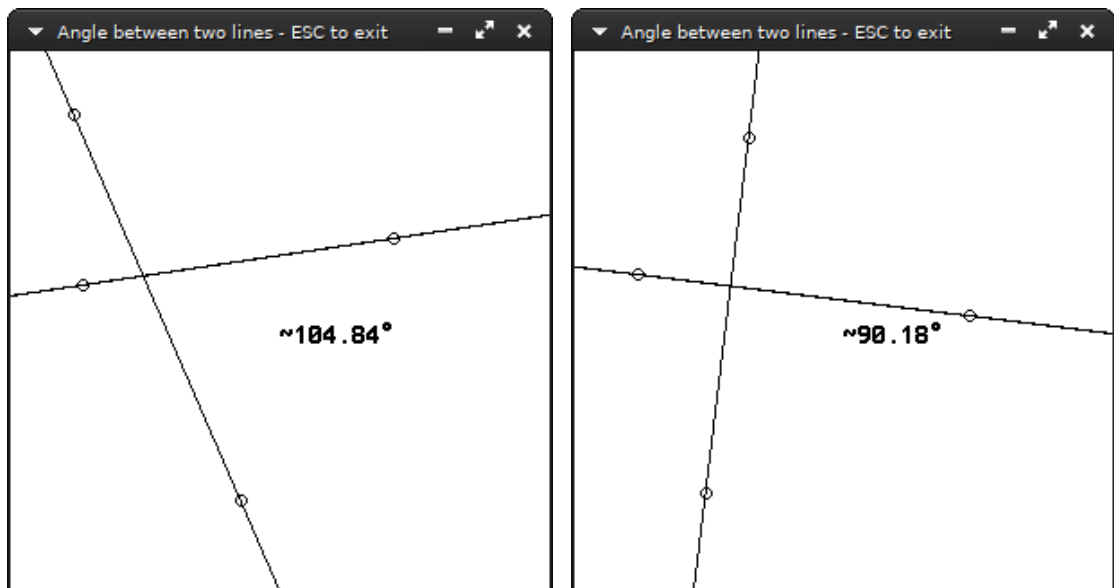 Angle between two lines - ESC to exit
~104.84°
Angle between two lines - ESC to exit
~90.18°